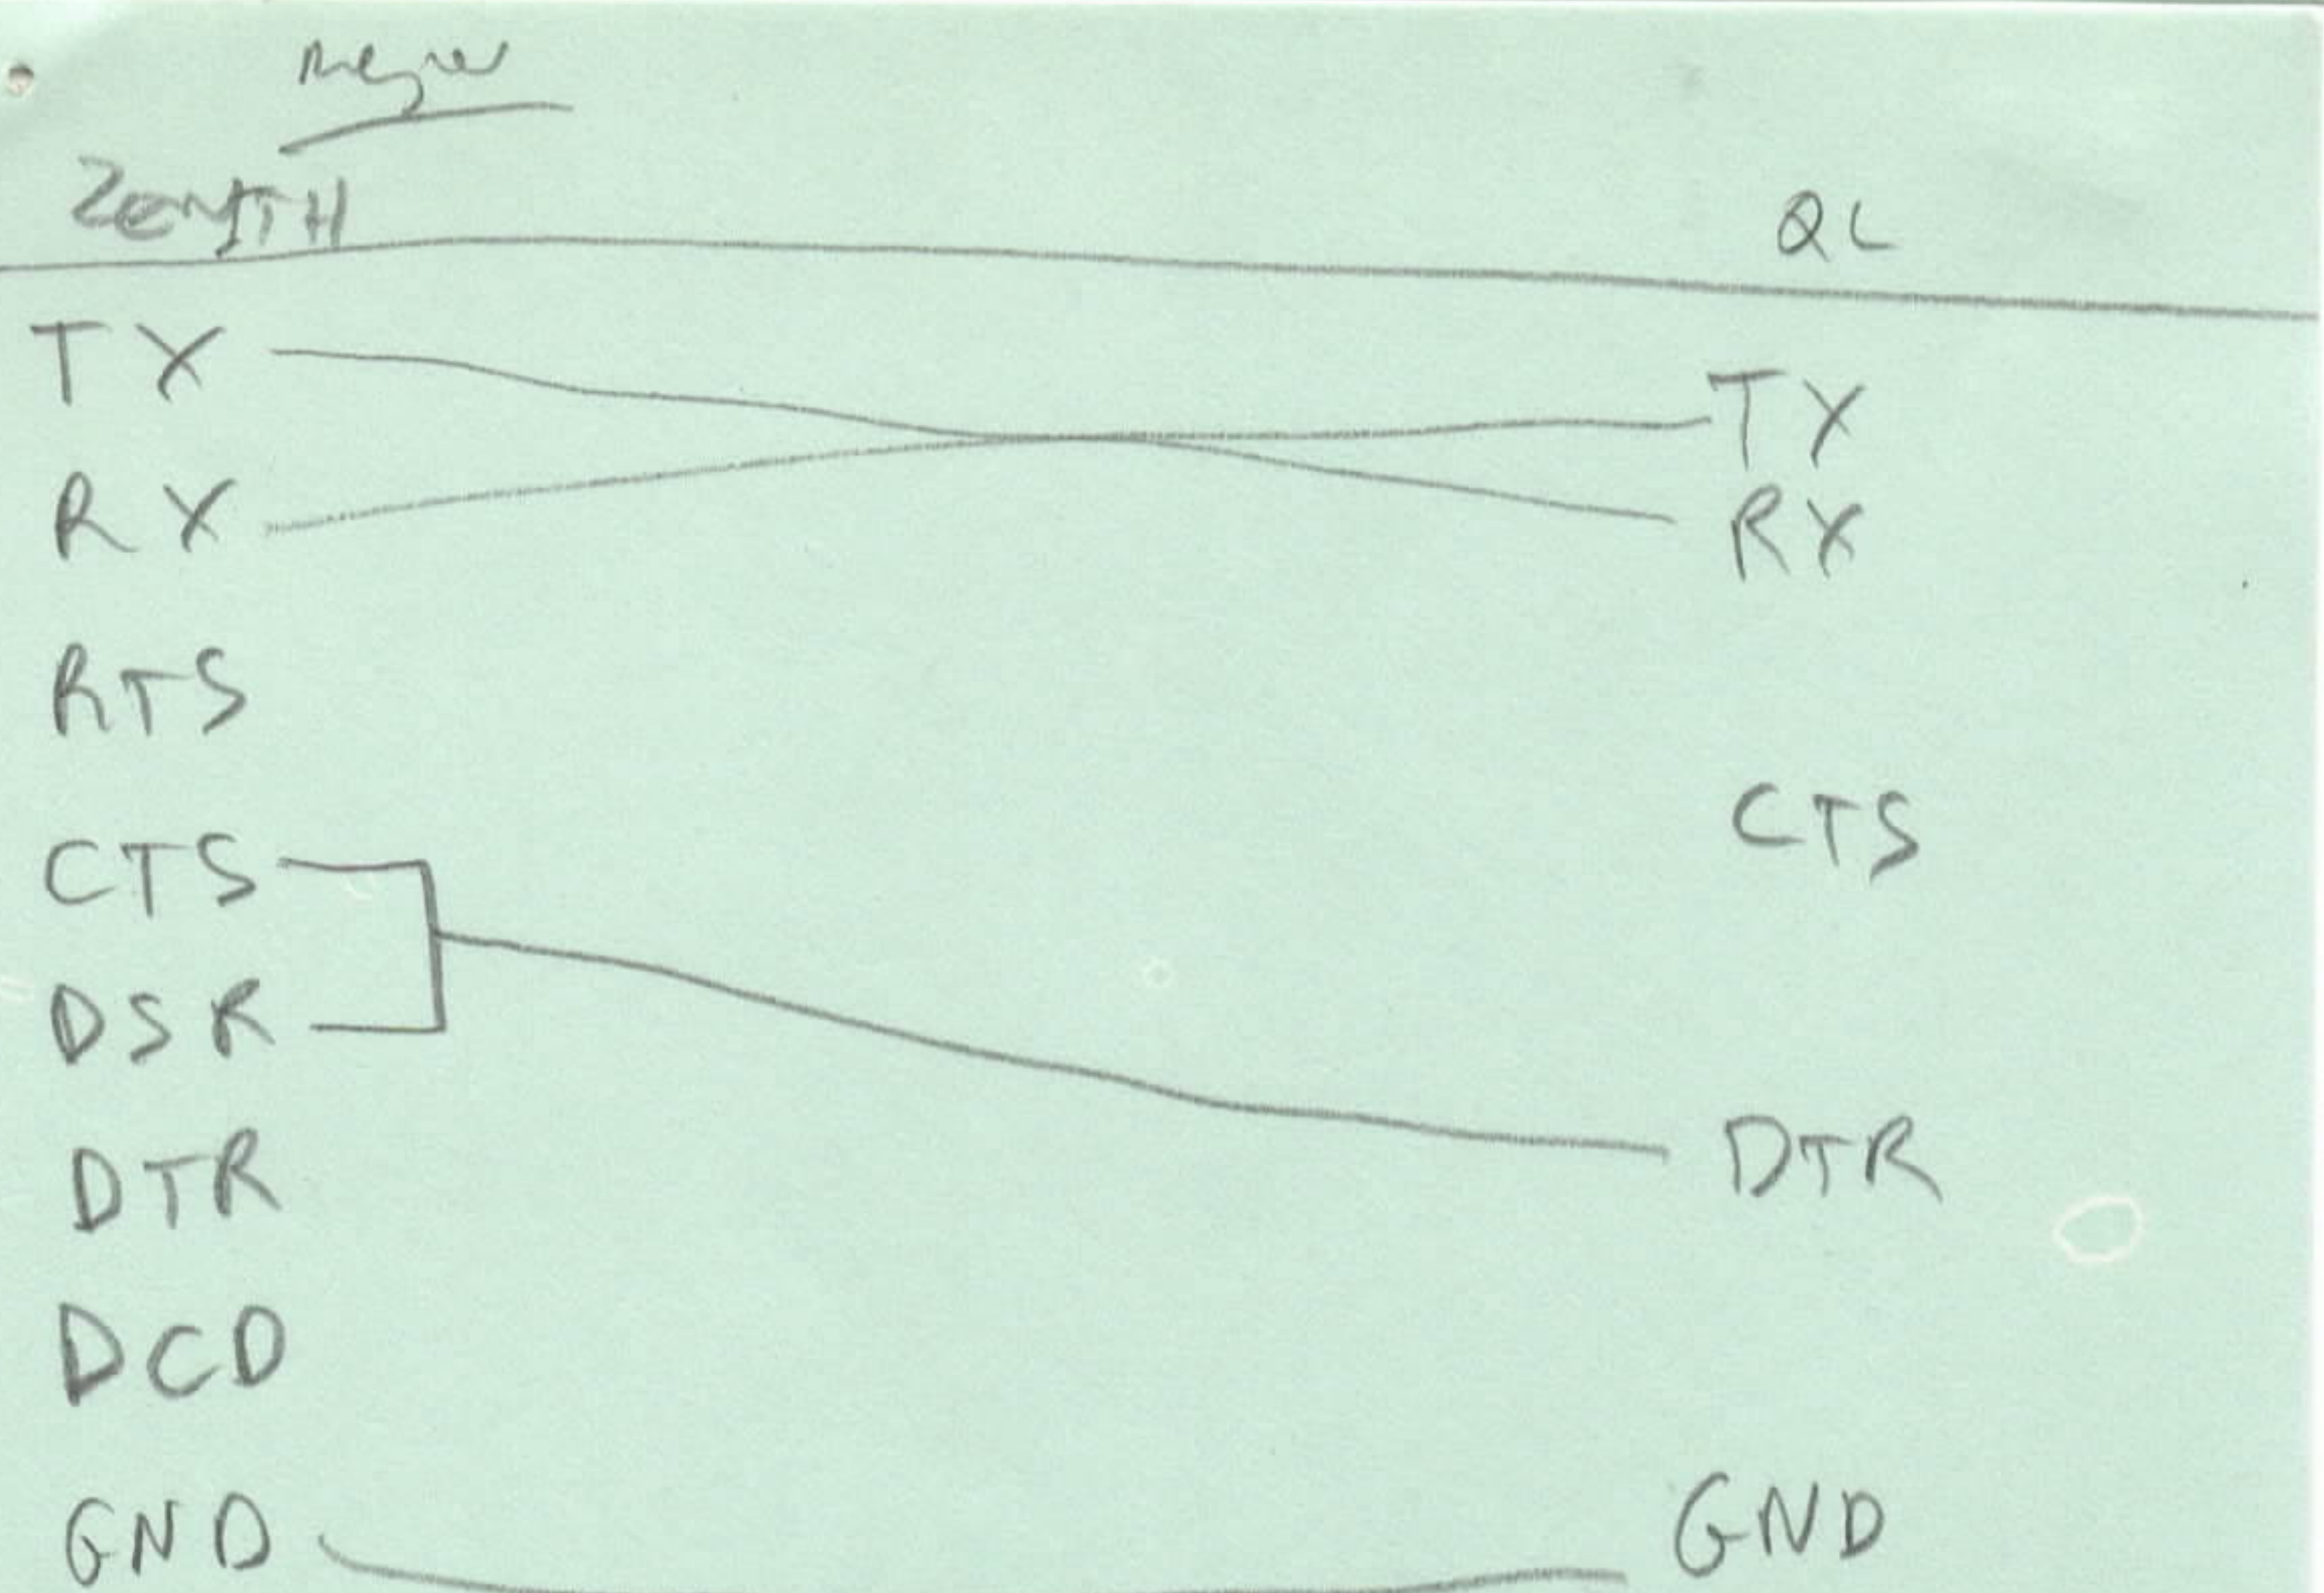 ZENITH QL
TX TX
RX RX
RTS
CTS CTS
DSR
DTR DTR
DCD
GND GND